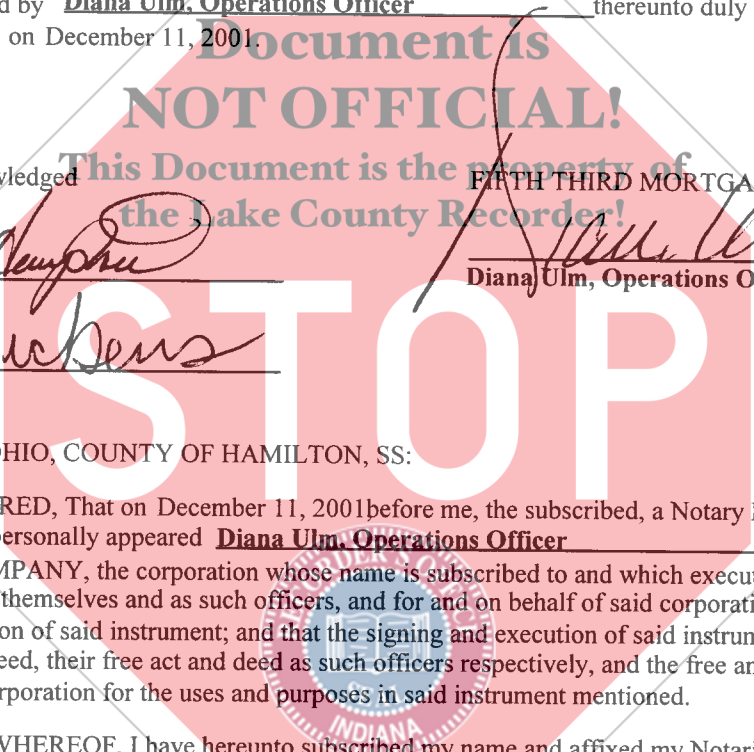 d by Diana Ulm, Operations Officer thereunto duly
on December 11, 2001.
Document is
NOT OFFICIAL!
This Document is the property of
the Lake County Recorder!
wledged
FIFTH THIRD MORTGA
Diana Ulm, Operations O
STOP
OHIO, COUNTY OF HAMILTON, SS:
RED, That on December 11, 2001before me, the subscribed, a Notary
personally appeared Diana Ulm, Operations Officer
MPANY, the corporation whose name is subscribed to and which execut
themselves and as such officers, and for and on behalf of said corporati
on of said instrument; and that the signing and execution of said instrum
eed, their free act and deed as such officers respectively, and the free an
rporation for the uses and purposes in said instrument mentioned.
INDIANA
WHEREOF, I have hereunto subscribed my name and affixed my Notari